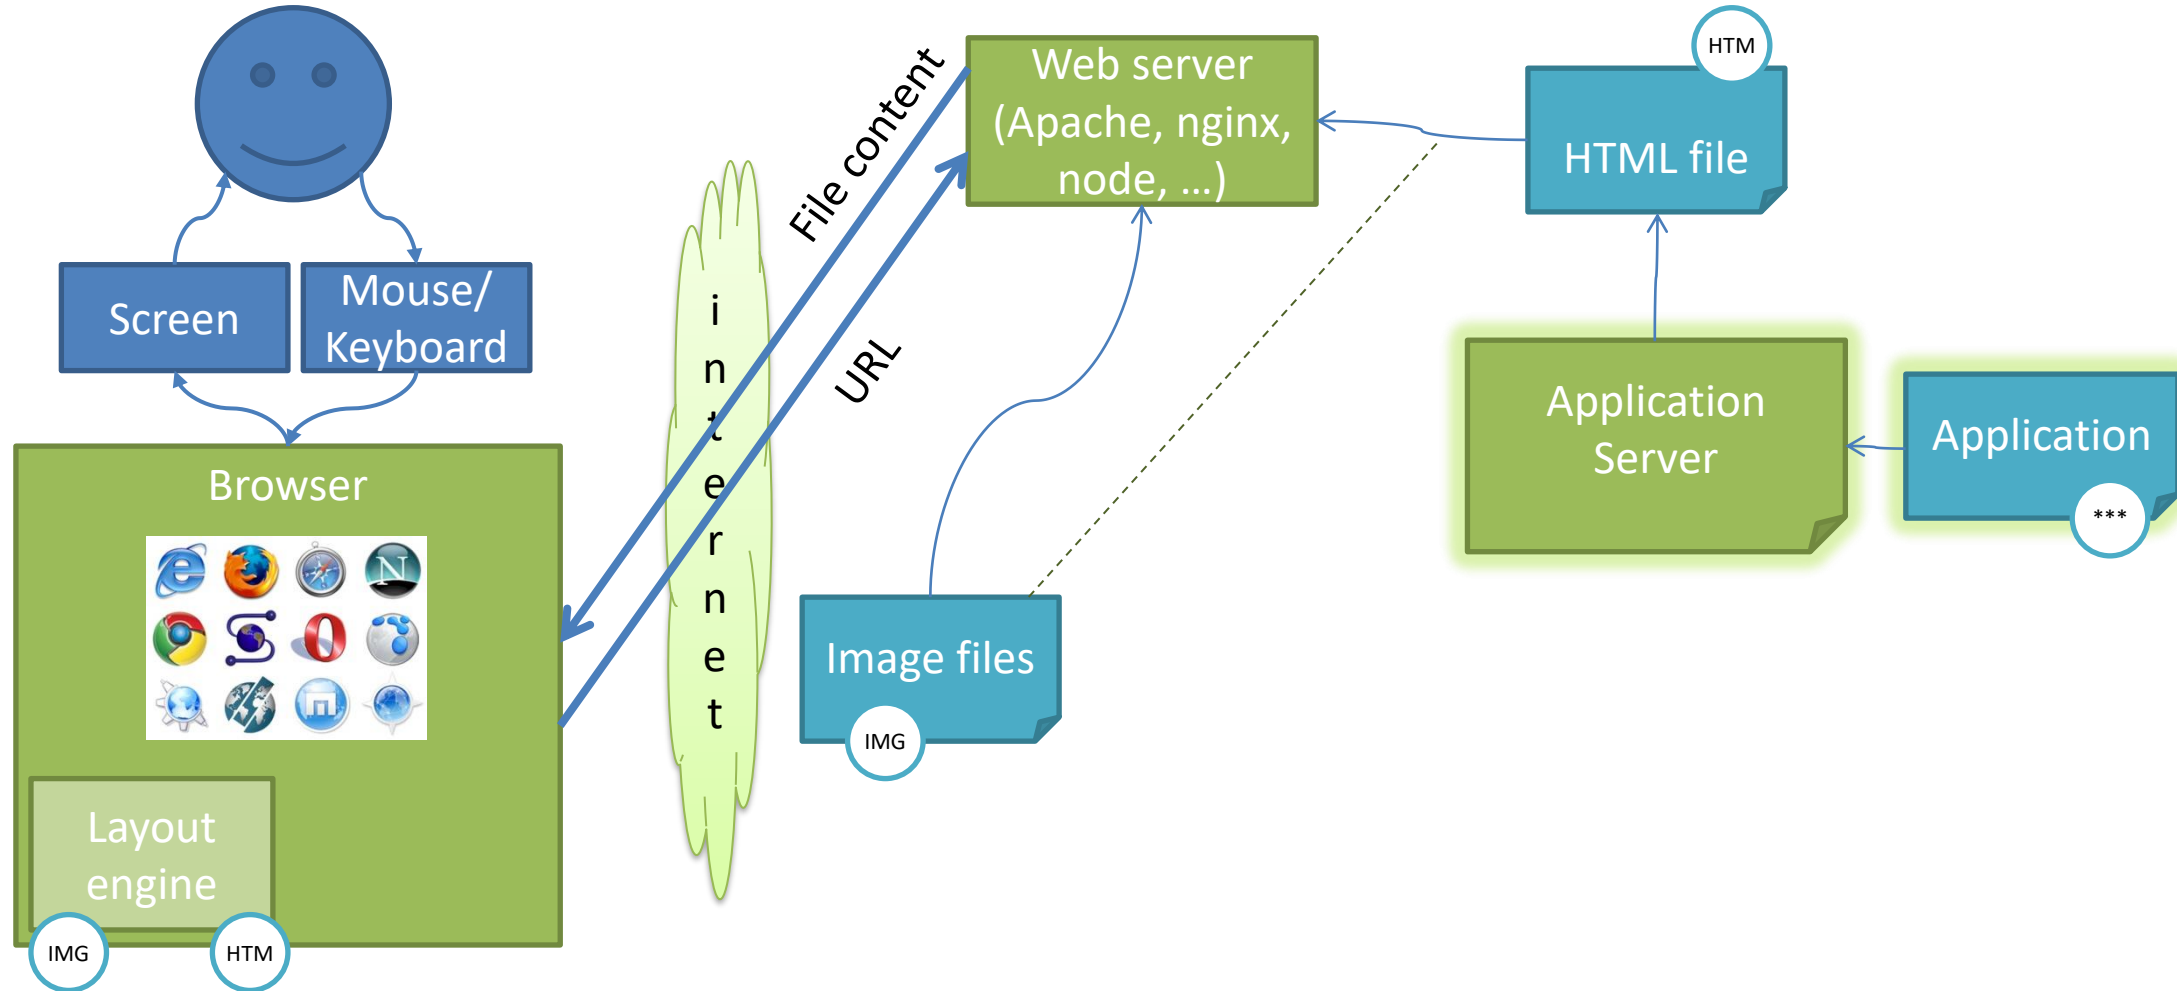 HTM
Web server
(Apache, nginx,
node, ...)
HTML file
File content
Screen
Mouse/
Keyboard
internet
URL
Application
Server
Application
***
Browser
N
Image files
IMG
Layout
engine
IMG
HTM